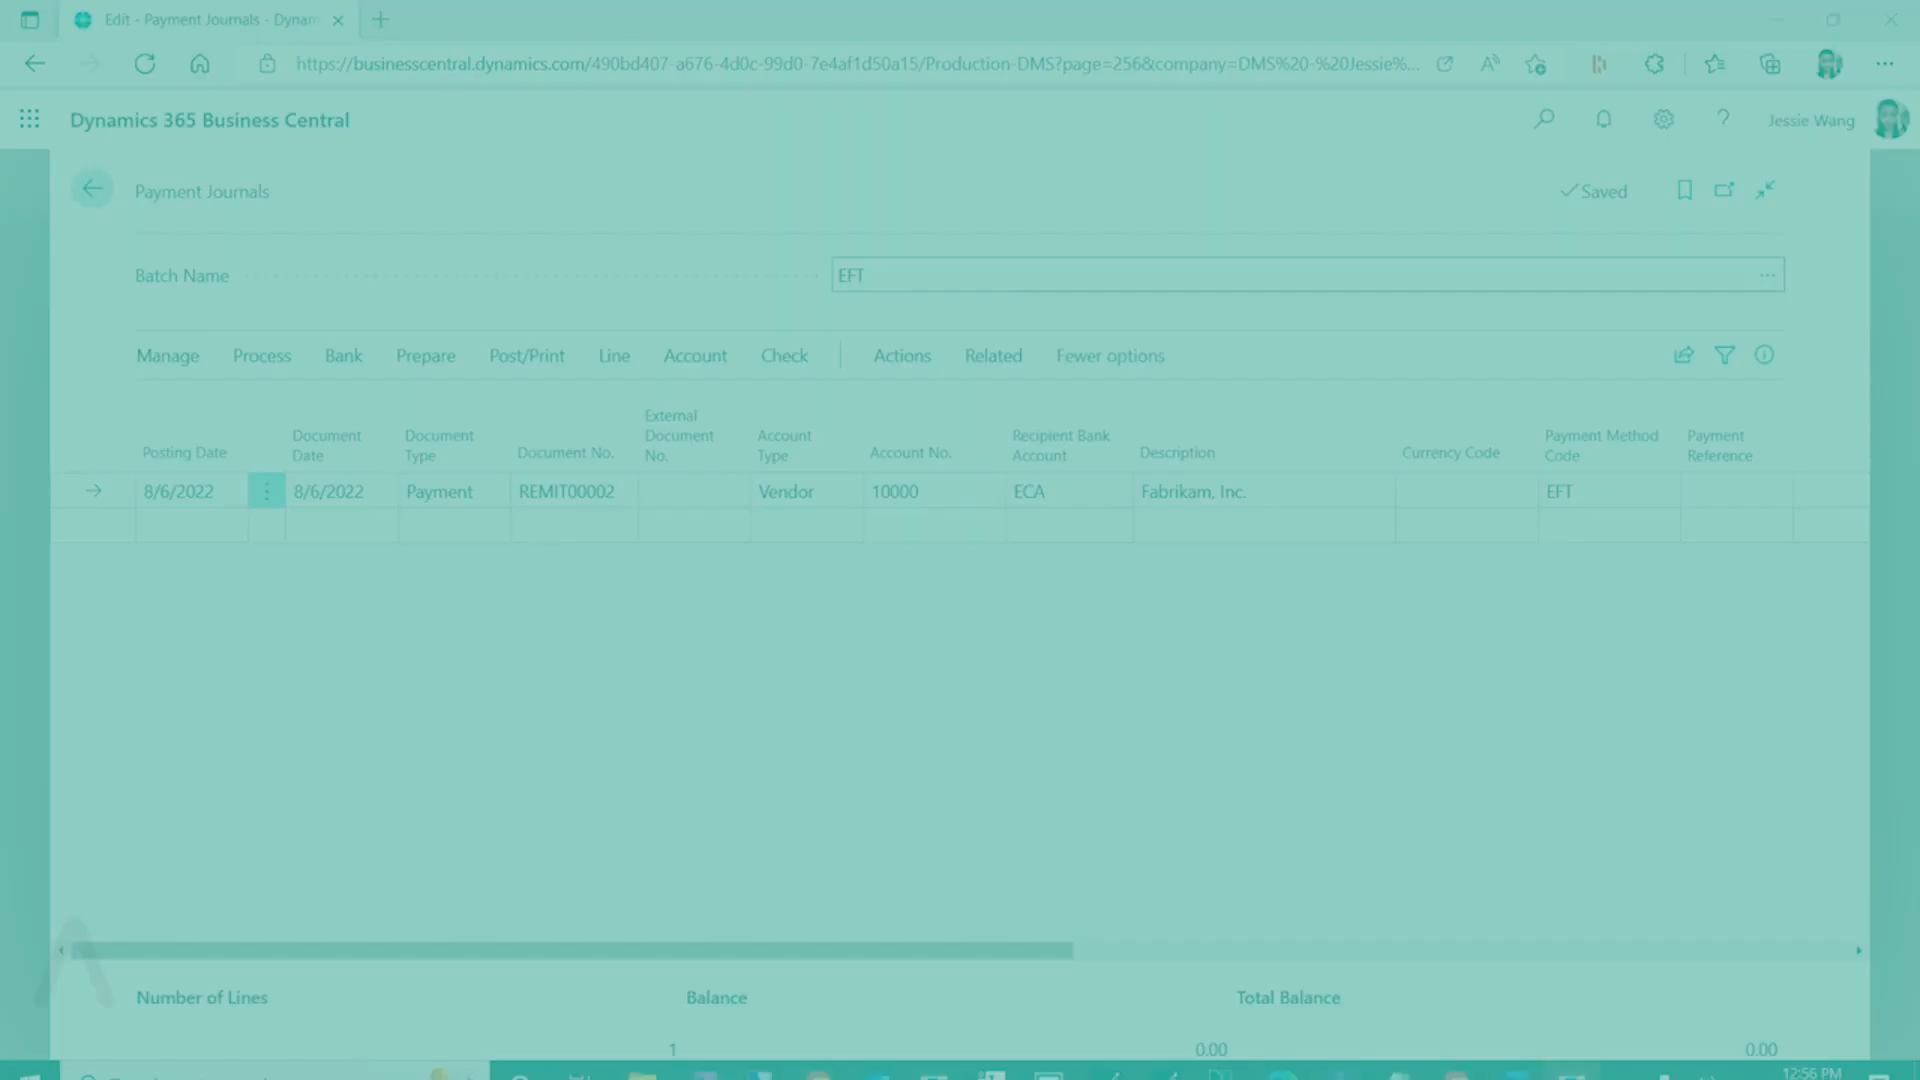 Edit - Payment Journals - Dynam
https://businesscentral.dynamics.com/490bd407-a676-4d0c-99d0-7e4af1d50a15/Production-DMS?page=256&company=DMS%20-%20Jessie%...
Dynamics 365 Business Central
Jessie Wang
Payment Journals
Saved
Batch Name
EFT
Manage Process Bank Prepare Post/Print Line Account Check Actions Related Fewer options
Posting Date
Document
Date
Document
Type
Document No.
External
Document
No.
Account
Type
Account No.
Recipient Bank
Account
Description
Currency Code
Payment Method
Code
Payment
Reference
8/6/2022 8/6/2022 Payment REMIT00002 Vendor 10000 ECA Fabrikam, Inc. EFT
Number of Lines Balance Total Balance
1 0.00 0.00
12:56 PM